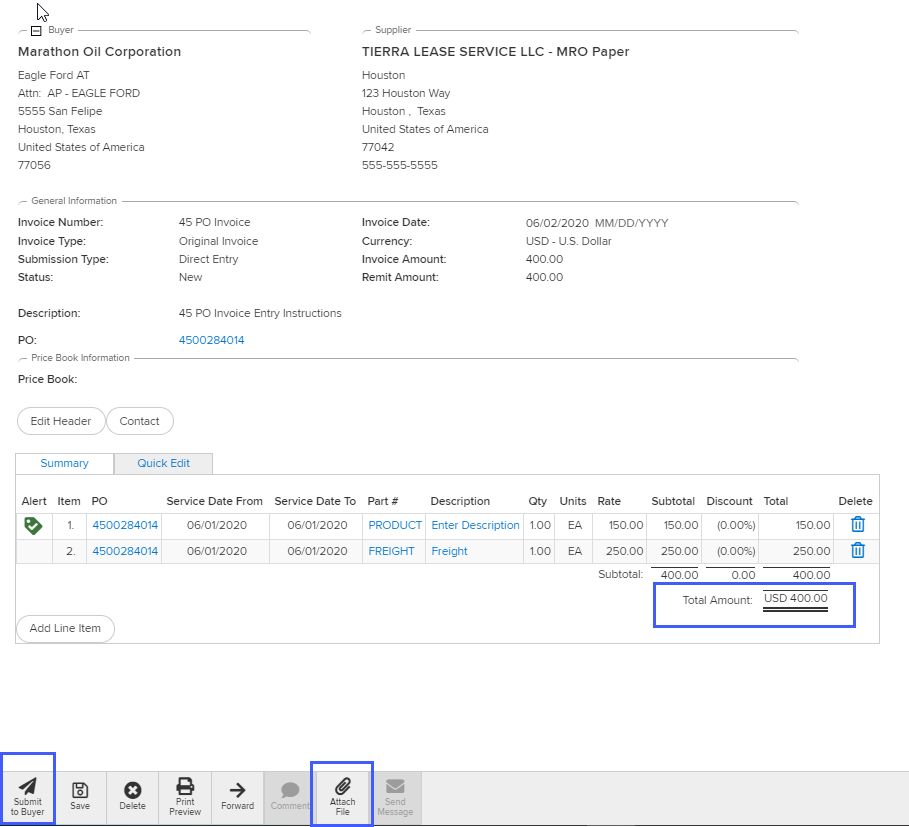 Buyer
Supplier
Marathon Oil Corporation
TIERRA LEASE SERVICE LLC - MRO Paper
Eagle Ford AT
Houston
Attn:  AP - EAGLE FORD
123 Houston Way
5555 San Felipe
Houston ,  Texas
Houston, Texas
United States of America
United States of America
77042
77056
555-555-5555
General Information
Invoice Number: 45 PO Invoice Invoice Date: 06/02/2020  MM/DD/YYYY
Invoice Type: Original Invoice Currency: USD - U.S. Dollar
Submission Type: Direct Entry Invoice Amount: 400.00
Status: New Remit Amount: 400.00
Description: 45 PO Invoice Entry Instructions
PO: 4500284014
Price Book Information
Price Book:
Edit Header Contact
Summary Quick Edit
Alert Item PO Service Date From Service Date To Part # Description Qty Units Rate Subtotal Discount Total Delete
1. 4500284014 06/01/2020 06/01/2020 PRODUCT Enter Description 1.00 EA 150.00 150.00 (0.00%) 150.00
2. 4500284014 06/01/2020 06/01/2020 FREIGHT Freight 1.00 EA 250.00 250.00 (0.00%) 250.00
Subtotal: 400.00 0.00 400.00
Total Amount: USD 400.00
Add Line Item
Submit to Buyer
Save
Delete
Print Preview
Forward
Comment
Attach File
Send Message